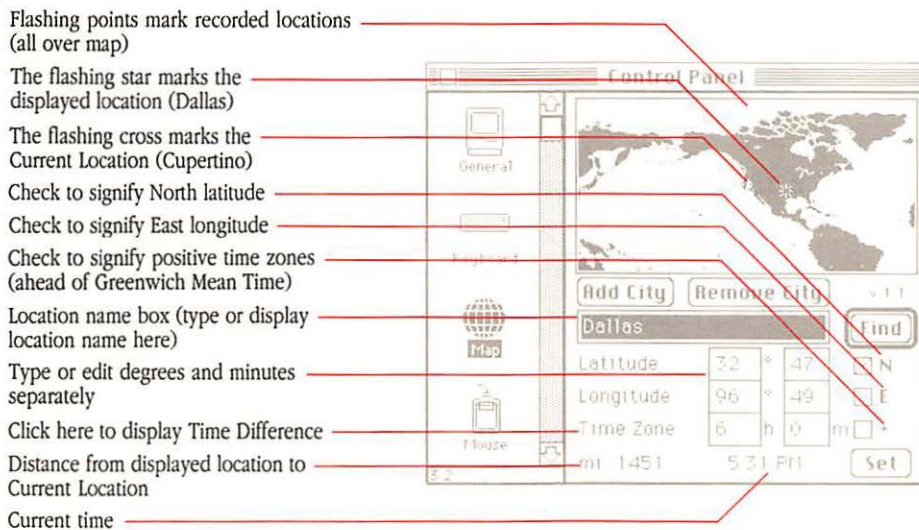 Flashing points mark recorded locations
(all over map)
The flashing star marks the
displayed location (Dallas)
The flashing cross marks the
Current Location (Cupertino)
Check to signify North latitude
Check to signify East longitude
Check to signify positive time zones
(ahead of Greenwich Mean Time)
Location name box (type or display
location name here)
Type or edit degrees and minutes
separately
Click here to display Time Difference
Distance from displayed location to
Current Location
Current time
Control Panel
General
Keyboard
Map
Mouse
3.2
Add City Remove City v 1.1
Dallas Find
Latitude 32 ° 47 N
Longitude 96 ° 49 E
Time Zone 6 h 0 m +
mi 1451 5:31 PM Set